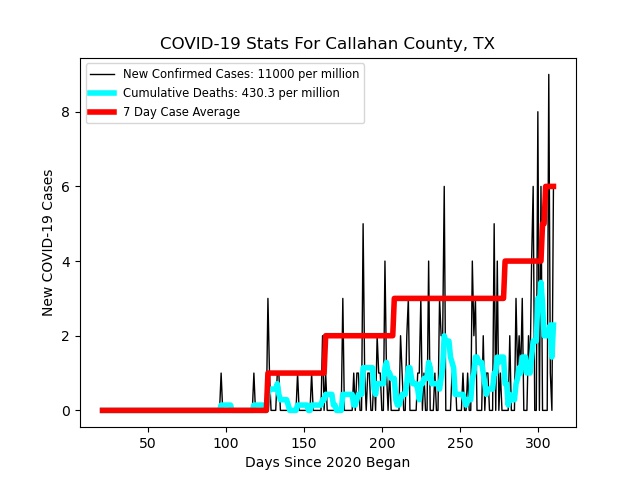 COVID-19 Stats For Callahan County, TX
New Confirmed Cases: 11000 per million
Cumulative Deaths: 430.3 per million
7 Day Case Average
New COVID-19 Cases
8
6
4
2
0
50 100 150 200 250 300
Days Since 2020 Began